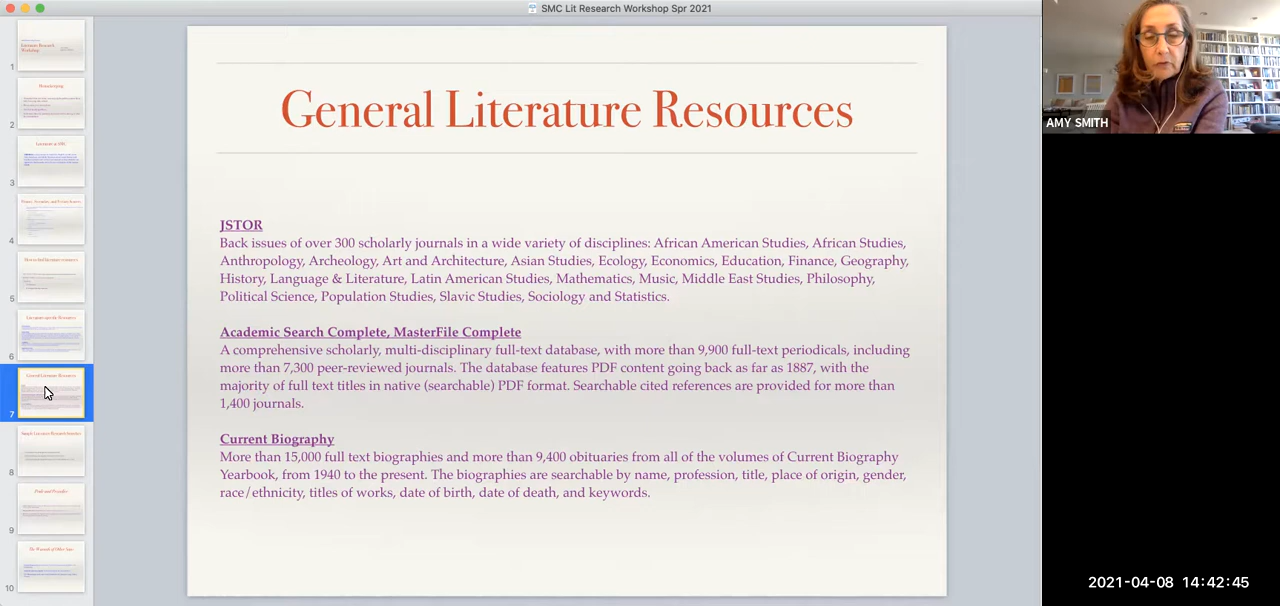 SMC Lit Research Workshop Spr 2021
General Literature Resources
JSTOR
Back issues of over 300 scholarly journals in a wide variety of disciplines: African American Studies, African Studies,
Anthropology, Archeology, Art and Architecture, Asian Studies, Ecology, Economics, Education, Finance, Geography,
History, Language & Literature, Latin American Studies, Mathematics, Music, Middle East Studies, Philosophy,
Political Science, Population Studies, Slavic Studies, Sociology and Statistics.
Academic Search Complete, MasterFile Complete
A comprehensive scholarly, multi-disciplinary full-text database, with more than 9,900 full-text periodicals, including
more than 7,300 peer-reviewed journals. The database features PDF content going back as far as 1887, with the
majority of full text titles in native (searchable) PDF format. Searchable cited references are provided for more than
1,400 journals.
Current Biography
More than 15,000 full text biographies and more than 9,400 obituaries from all of the volumes of Current Biography
Yearbook, from 1940 to the present. The biographies are searchable by name, profession, title, place of origin, gender,
race/ethnicity, titles of works, date of birth, date of death, and keywords.
Literature Research
Workshop
1
Housekeeping
2
Literature at SMC
3
4
5
6
General Literature Resources
7
8
9
10
AMY SMITH
2021-04-08 14:42:45